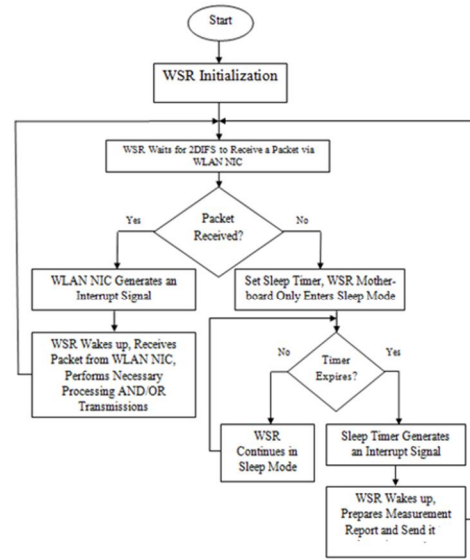 Start
WSR Initialization
WSR Waits for 2DIFS to Receive a Packet via
WLAN NIC
Packet
Received?
Yes
No
WLAN NIC Generates an
Interrupt Signal
Set Sleep Timer, WSR Mother-
board Only Enters Sleep Mode
WSR Wakes up, Receives
Packet from WLAN NIC,
Performs Necessary
Processing AND/OR
Transmissions
Timer
Expires?
No
Yes
WSR
Continues in
Sleep Mode
Sleep Timer Generates
an Interrupt Signal
WSR Wakes up,
Prepares Measurement
Report and Send it